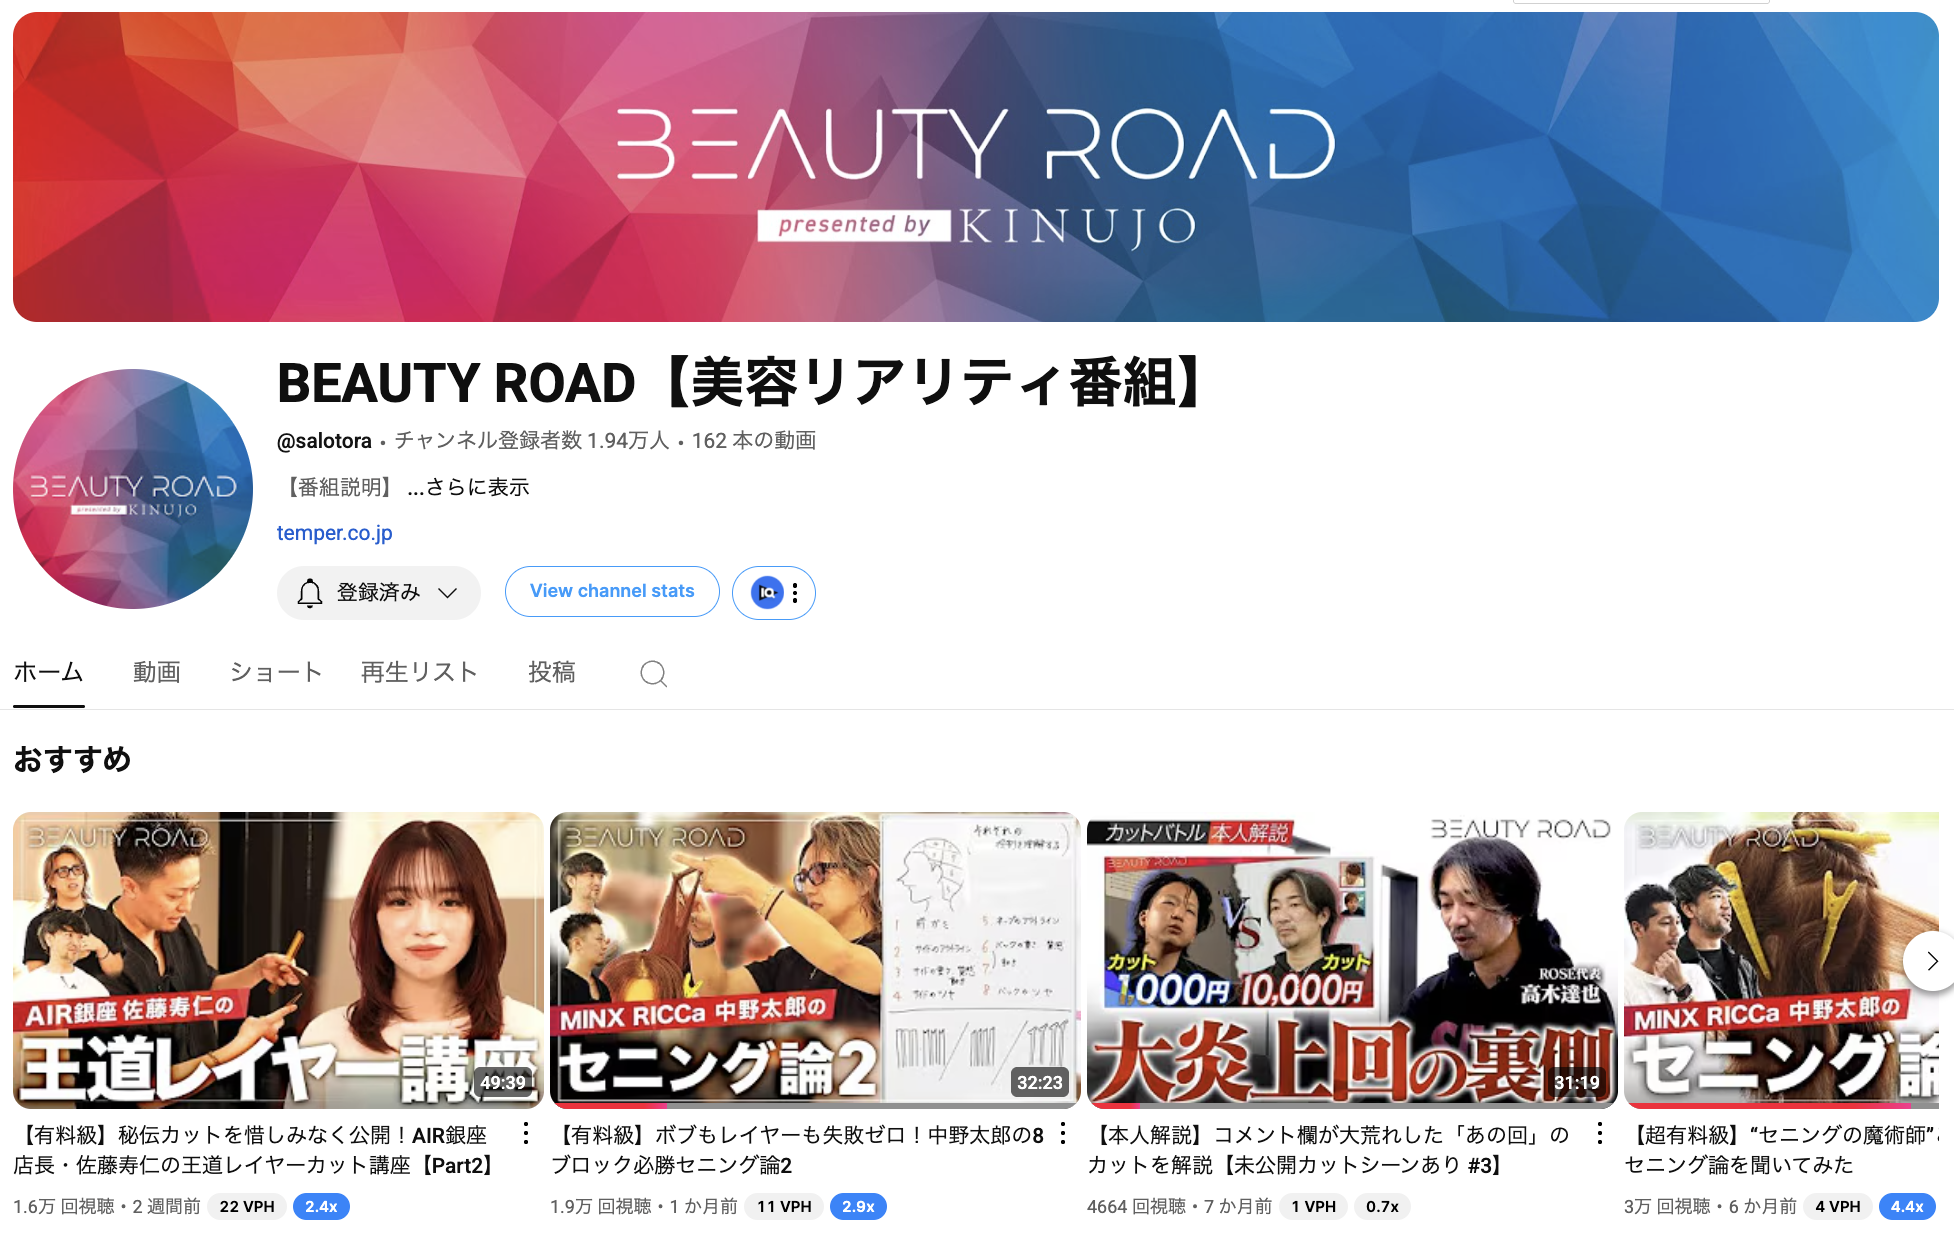 BEAUTY ROAD
presented by KINUJO
BEAUTY ROAD【美容リアリティ番組】
@salotora・チャンネル登録者数 1.94万人・162 本の動画
【番組説明】 ...さらに表示
temper.co.jp
登録済み
View channel stats
ホーム 動画 ショート 再生リスト 投稿
おすすめ
BEAUTY ROAD
AIR銀座 佐藤寿仁の
王道レイヤー講座
49:39
【有料級】秘伝カットを惜しみなく公開！AIR銀座
店長・佐藤寿仁の王道レイヤーカット講座【Part2】
1.6万 回視聴・2 週間前 22 VPH 2.4x
BEAUTY ROAD
MINX RICCa 中野太郎の
セニング論2
32:23
【有料級】ボブもレイヤーも失敗ゼロ！中野太郎の8
ブロック必勝セニング論2
1.9万 回視聴・1 か月前 11 VPH 2.9x
カットバトル 本人解説
BEAUTY ROAD
BEAUTY ROAD
VS
カット
1,000円
カット
10,000円
ROSE代表
高木達也
大炎上回の裏側
31:19
【本人解説】コメント欄が大荒れした「あの回」の
カットを解説【未公開カットシーンあり #3】
4664 回視聴・7 か月前 1 VPH 0.7x
BEAUTY ROAD
MINX RICCa 中野太郎の
セニング論
【超有料級】“セニングの魔術師”
セニング論を聞いてみた
3万 回視聴・6 か月前 4 VPH 4.4x